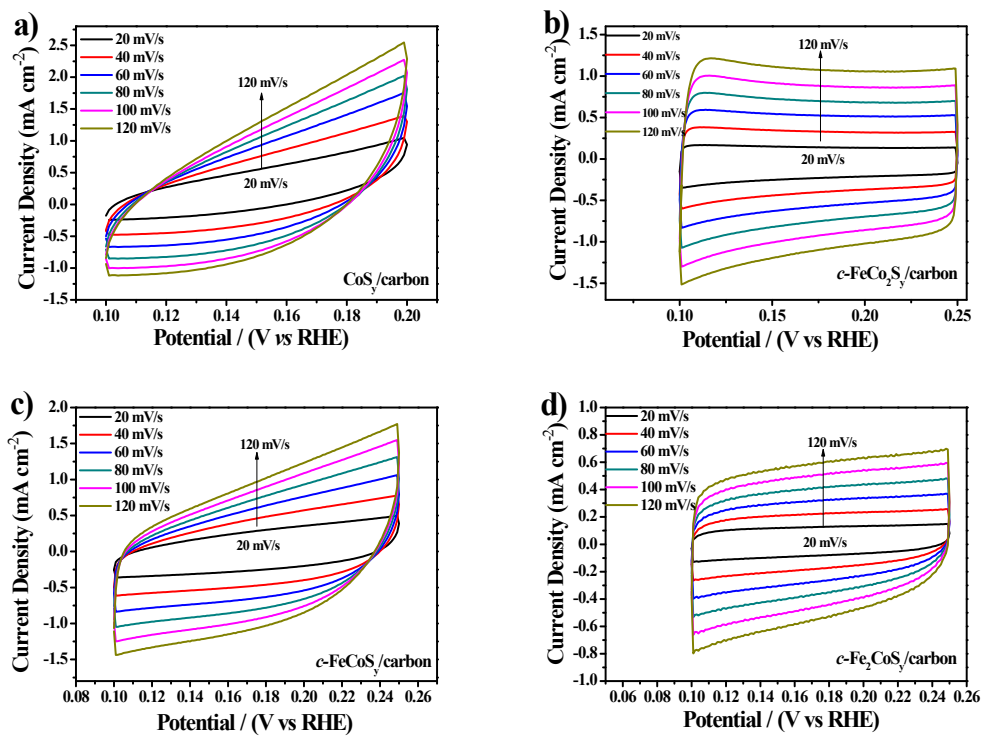 a)
20 mV/s
40 mV/s
60 mV/s
80 mV/s
100 mV/s
120 mV/s
120 mV/s
20 mV/s
CoSy/carbon
2.5
2.0
1.5
1.0
0.5
0.0
-0.5
-1.0
-1.5
0.10
0.12
0.14
0.16
0.18
0.20
Current Density (mA cm-2)
Potential / (V vs RHE)
b)
20 mV/s
40 mV/s
60 mV/s
80 mV/s
100 mV/s
120 mV/s
120 mV/s
20 mV/s
c-FeCo2Sy/carbon
1.5
1.0
0.5
0.0
-0.5
-1.0
-1.5
0.10
0.15
0.20
0.25
Current Density (mA cm-2)
Potential / (V vs RHE)
c)
20 mV/s
40 mV/s
60 mV/s
80 mV/s
100 mV/s
120 mV/s
120 mV/s
20 mV/s
c-FeCoSy/carbon
2.0
1.5
1.0
0.5
0.0
-0.5
-1.0
-1.5
0.08
0.10
0.12
0.14
0.16
0.18
0.20
0.22
0.24
0.26
Current Density (mA cm-2)
Potential / (V vs RHE)
d)
20 mV/s
40 mV/s
60 mV/s
80 mV/s
100 mV/s
120 mV/s
120 mV/s
20 mV/s
c-Fe2CoSy/carbon
1.0
0.8
0.6
0.4
0.2
0.0
-0.2
-0.4
-0.6
-0.8
1.0
0.06
0.08
0.10
0.12
0.14
0.16
0.18
0.20
0.22
0.24
0.26
Current Density (mA cm-2)
Potential / (V vs RHE)